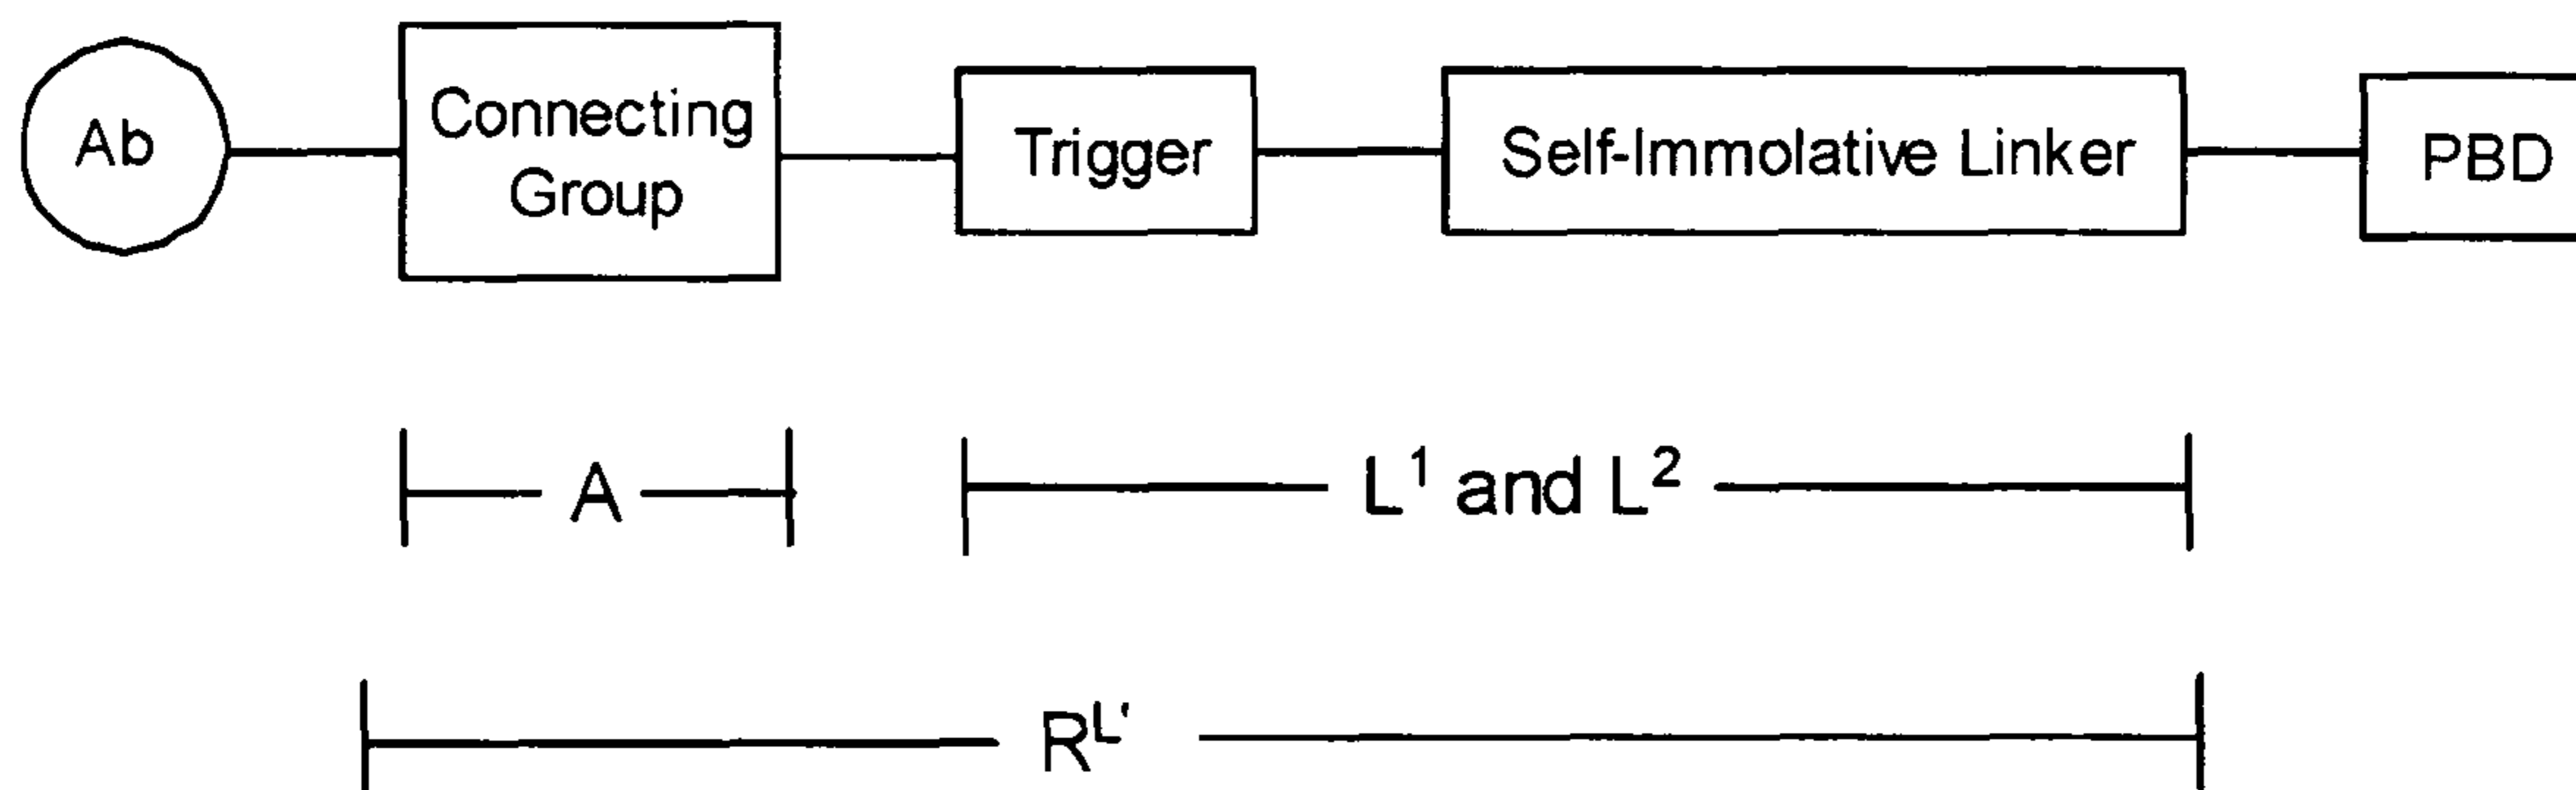 Ab
Connecting
Group
Trigger
Self-Immolative Linker
PBD
A
L¹ and L²
R^L'